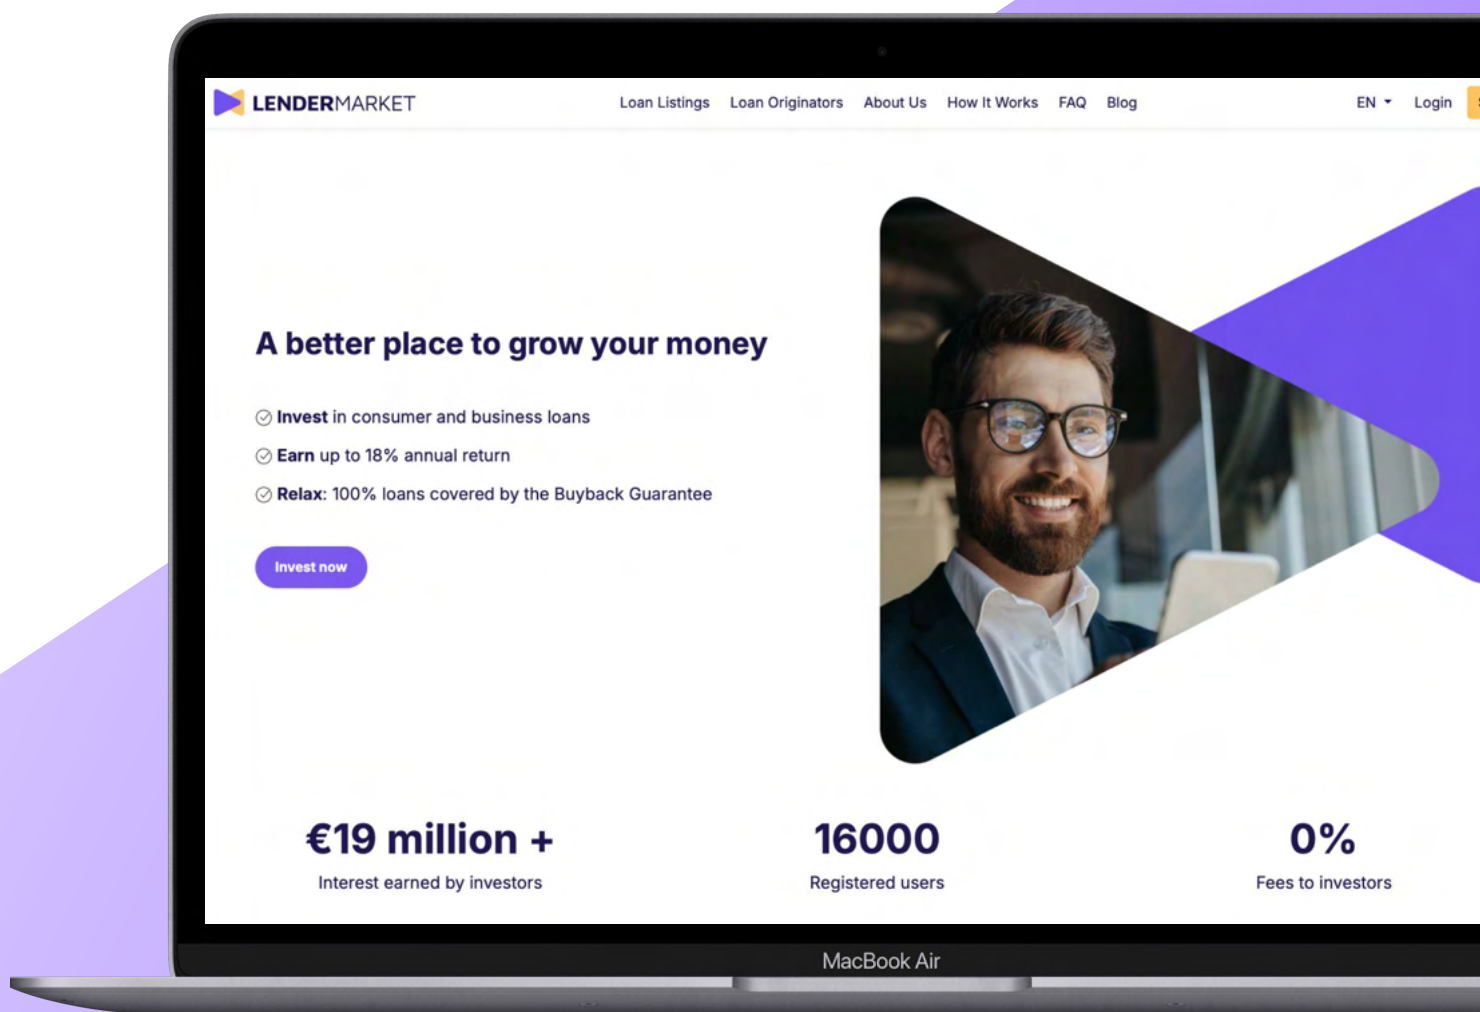 LENDERMARKET
Loan Listings Loan Originators About Us How It Works FAQ Blog
EN Login
A better place to grow your money
Invest in consumer and business loans
Earn up to 18% annual return
Relax: 100% loans covered by the Buyback Guarantee
Invest now
€19 million + 16000 0%
Interest earned by investors Registered users Fees to investors
MacBook Air